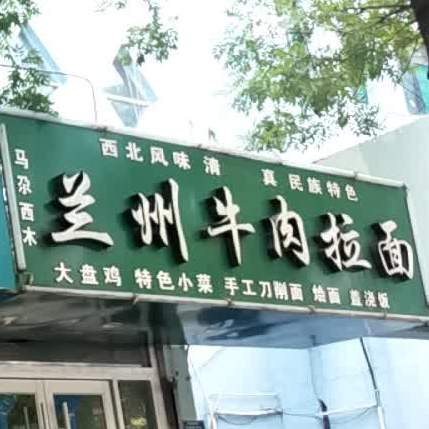 西北风味 清 真 民族特色
马尕西木
兰州牛肉拉面
大盘鸡 特色小菜 手工刀削面 烩面 盖浇饭